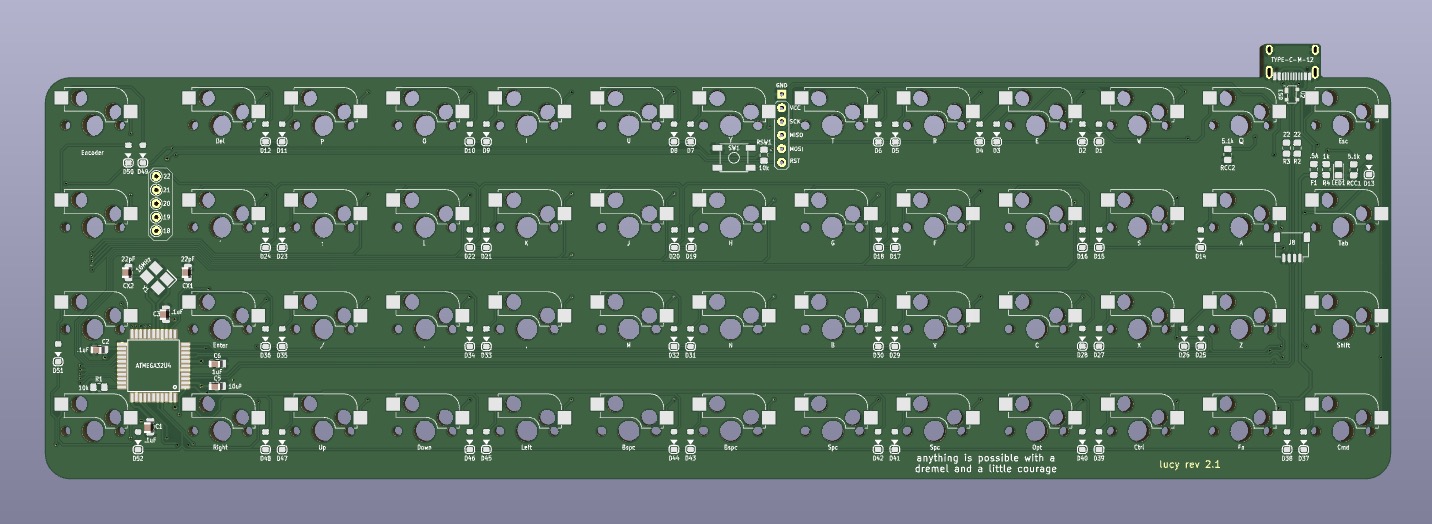 TYPE-C-M-12
GND
VCC
SCK
MISO
MOSI
RST
Del
D12
D11
P
O
D10
D9
I
U
D8
D7
Y
SW1
RSW1
10k
T
D6
D5
R
D4
D3
E
D2
D1
W
Q
5.1k
RCC2
22
22
R3
R2
Esc
.5A
1k
5.1k
F1
R4
LED1
RCC1
D13
Encoder
D50
D49
22
21
20
19
18
'
D24
D23
;
L
D22
D21
K
J
D20
D19
H
G
D18
D17
F
D
D16
D15
S
D14
A
J8
Tab
22pF
CX2
16MHz
22pF
CX1
C3
.1uF
Enter
D36
D35
/
.
D34
D33
,
M
D32
D31
N
B
D30
D29
V
C
D28
D27
X
D26
D25
Z
Shift
.1uF
C2
D51
R1
10k
ATMEGA32U4
C6
1uF
C5
10uF
C1
.1uF
D52
Right
D48
D47
Up
Down
D46
D45
Left
Bspc
D44
D43
Bspc
Spc
D42
D41
Spc
Opt
D40
D39
Ctrl
Fn
D38
D37
Cmd
anything is possible with a
dremel and a little courage
lucy rev 2.1